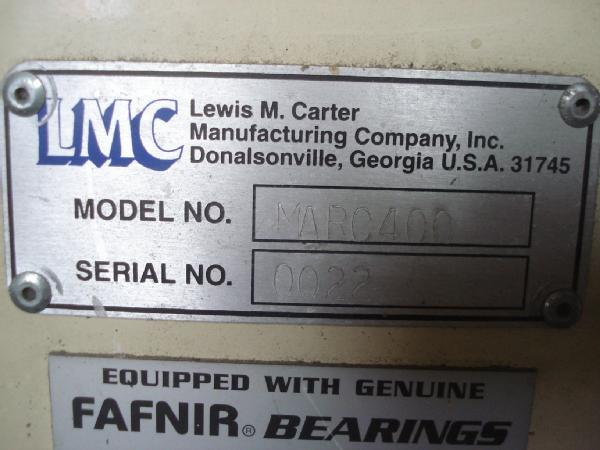 LMC Lewis M. Carter
Manufacturing Company, Inc.
Donalsonville, Georgia U.S.A. 31745
MODEL NO. MARC400
SERIAL NO. 0022
EQUIPPED WITH GENUINE
FAFNIR® BEARINGS